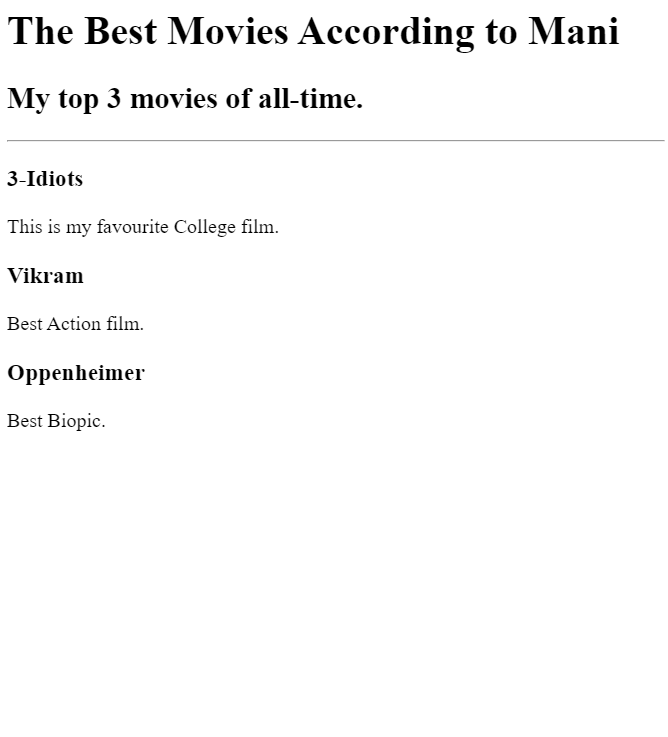 The Best Movies According to Mani
My top 3 movies of all-time.
3-Idiots
This is my favourite College film.
Vikram
Best Action film.
Oppenheimer
Best Biopic.